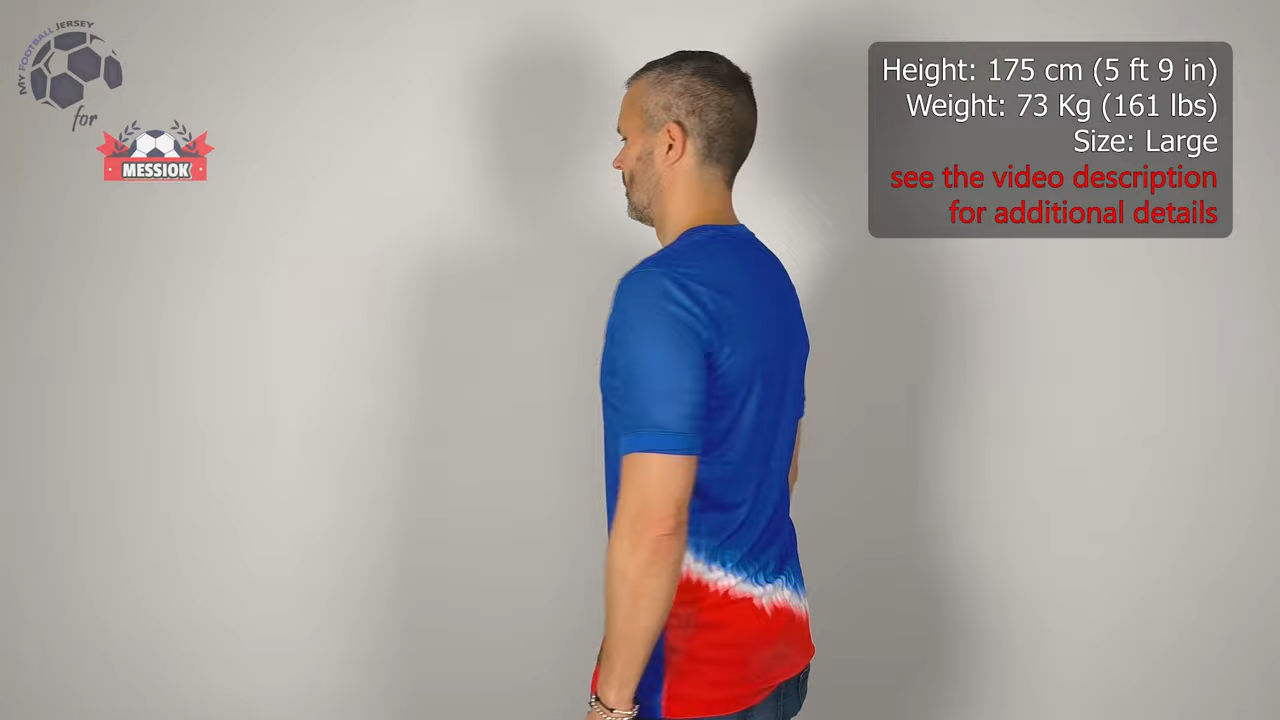 MY FOOTBALL JERSEY
for
MESSIOK
Height: 175 cm (5 ft 9 in)
Weight: 73 Kg (161 lbs)
Size: Large
see the video description
for additional details